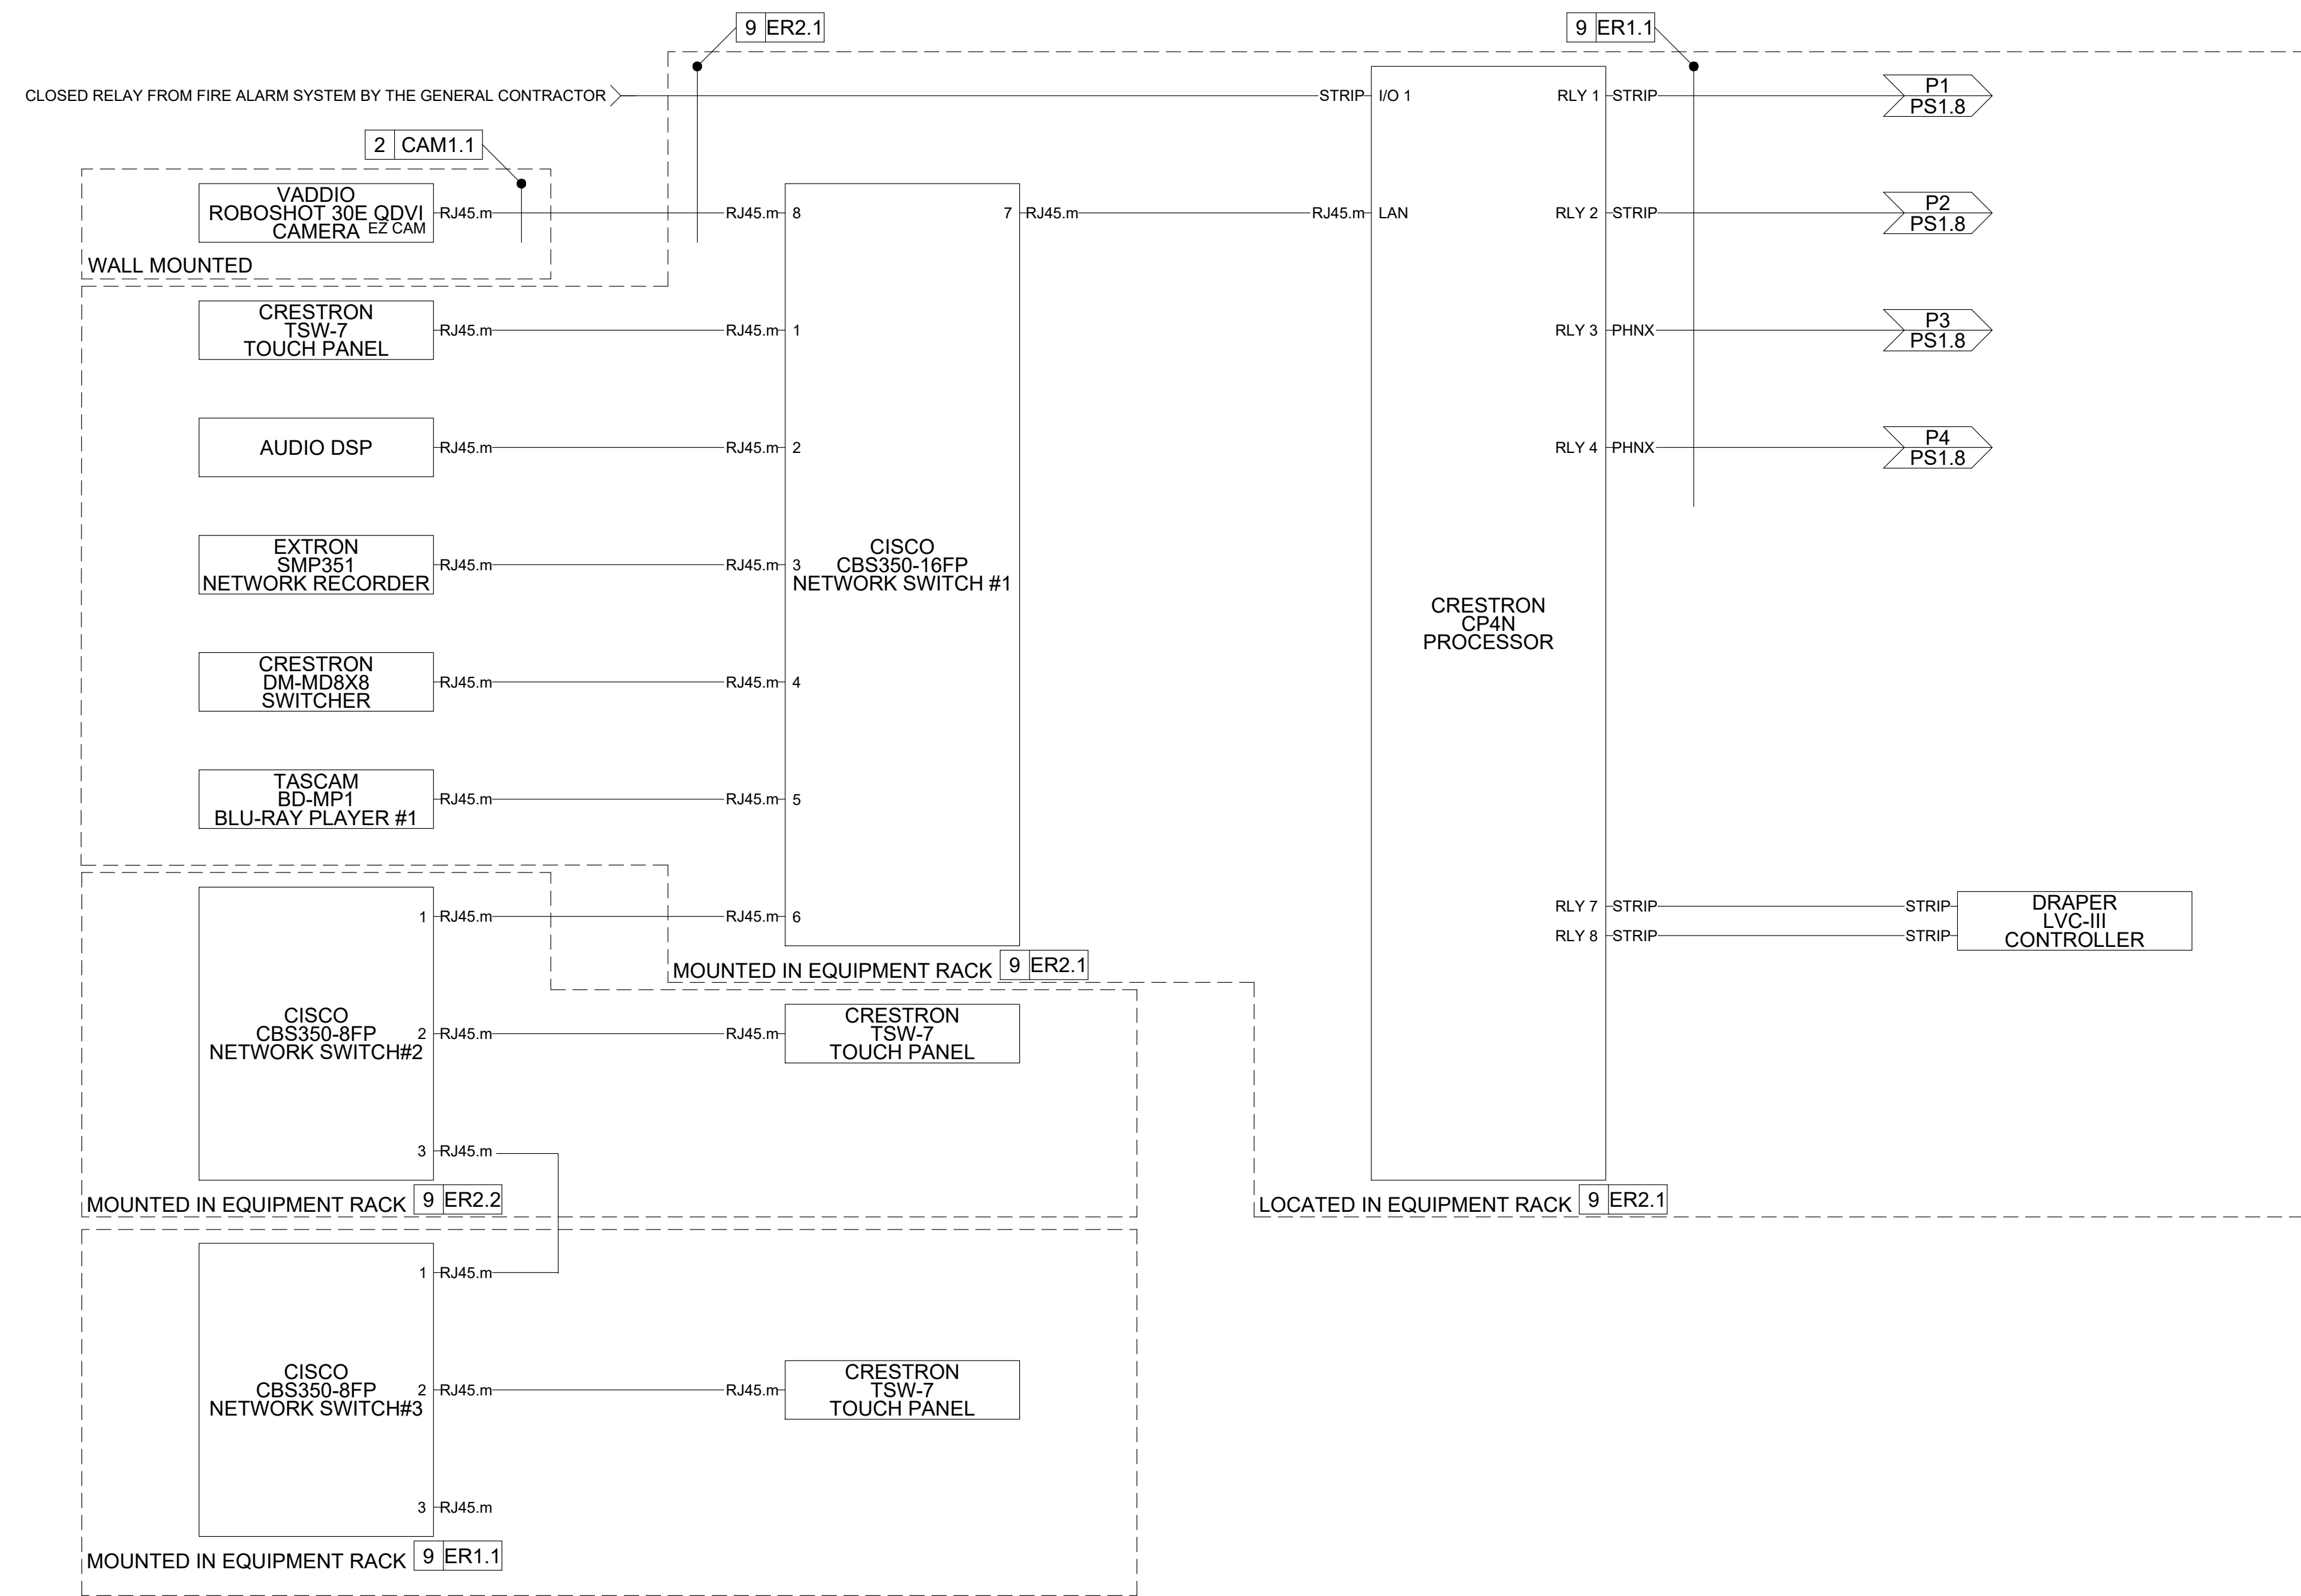 9 ER2.1
9 ER1.1
CLOSED RELAY FROM FIRE ALARM SYSTEM BY THE GENERAL CONTRACTOR
STRIP I/O 1
RLY 1 STRIP
P1
PS1.8
2 CAM1.1
VADDIO
ROBOSHOT 30E QDVI
CAMERA EZ CAM
RJ45.m
RJ45.m 8
7 RJ45.m
RJ45.m LAN
RLY 2 STRIP
P2
PS1.8
WALL MOUNTED
CRESTRON
TSW-7
TOUCH PANEL
RJ45.m
RJ45.m 1
RLY 3 PHNX
P3
PS1.8
AUDIO DSP
RJ45.m
RJ45.m 2
RLY 4 PHNX
P4
PS1.8
EXTRON
SMP351
NETWORK RECORDER
RJ45.m
RJ45.m 3
CISCO
CBS350-16FP
NETWORK SWITCH #1
CRESTRON
CP4N
PROCESSOR
CRESTRON
DM-MD8X8
SWITCHER
RJ45.m
RJ45.m 4
TASCAM
BD-MP1
BLU-RAY PLAYER #1
RJ45.m
RJ45.m 5
1 RJ45.m
RJ45.m 6
RLY 7 STRIP
STRIP
RLY 8 STRIP
STRIP
DRAPER
LVC-III
CONTROLLER
MOUNTED IN EQUIPMENT RACK 9 ER2.1
CISCO
CBS350-8FP
NETWORK SWITCH#2
2 RJ45.m
RJ45.m
CRESTRON
TSW-7
TOUCH PANEL
3 RJ45.m
MOUNTED IN EQUIPMENT RACK 9 ER2.2
LOCATED IN EQUIPMENT RACK 9 ER2.1
1 RJ45.m
CISCO
CBS350-8FP
NETWORK SWITCH#3
2 RJ45.m
RJ45.m
CRESTRON
TSW-7
TOUCH PANEL
3 RJ45.m
MOUNTED IN EQUIPMENT RACK 9 ER1.1